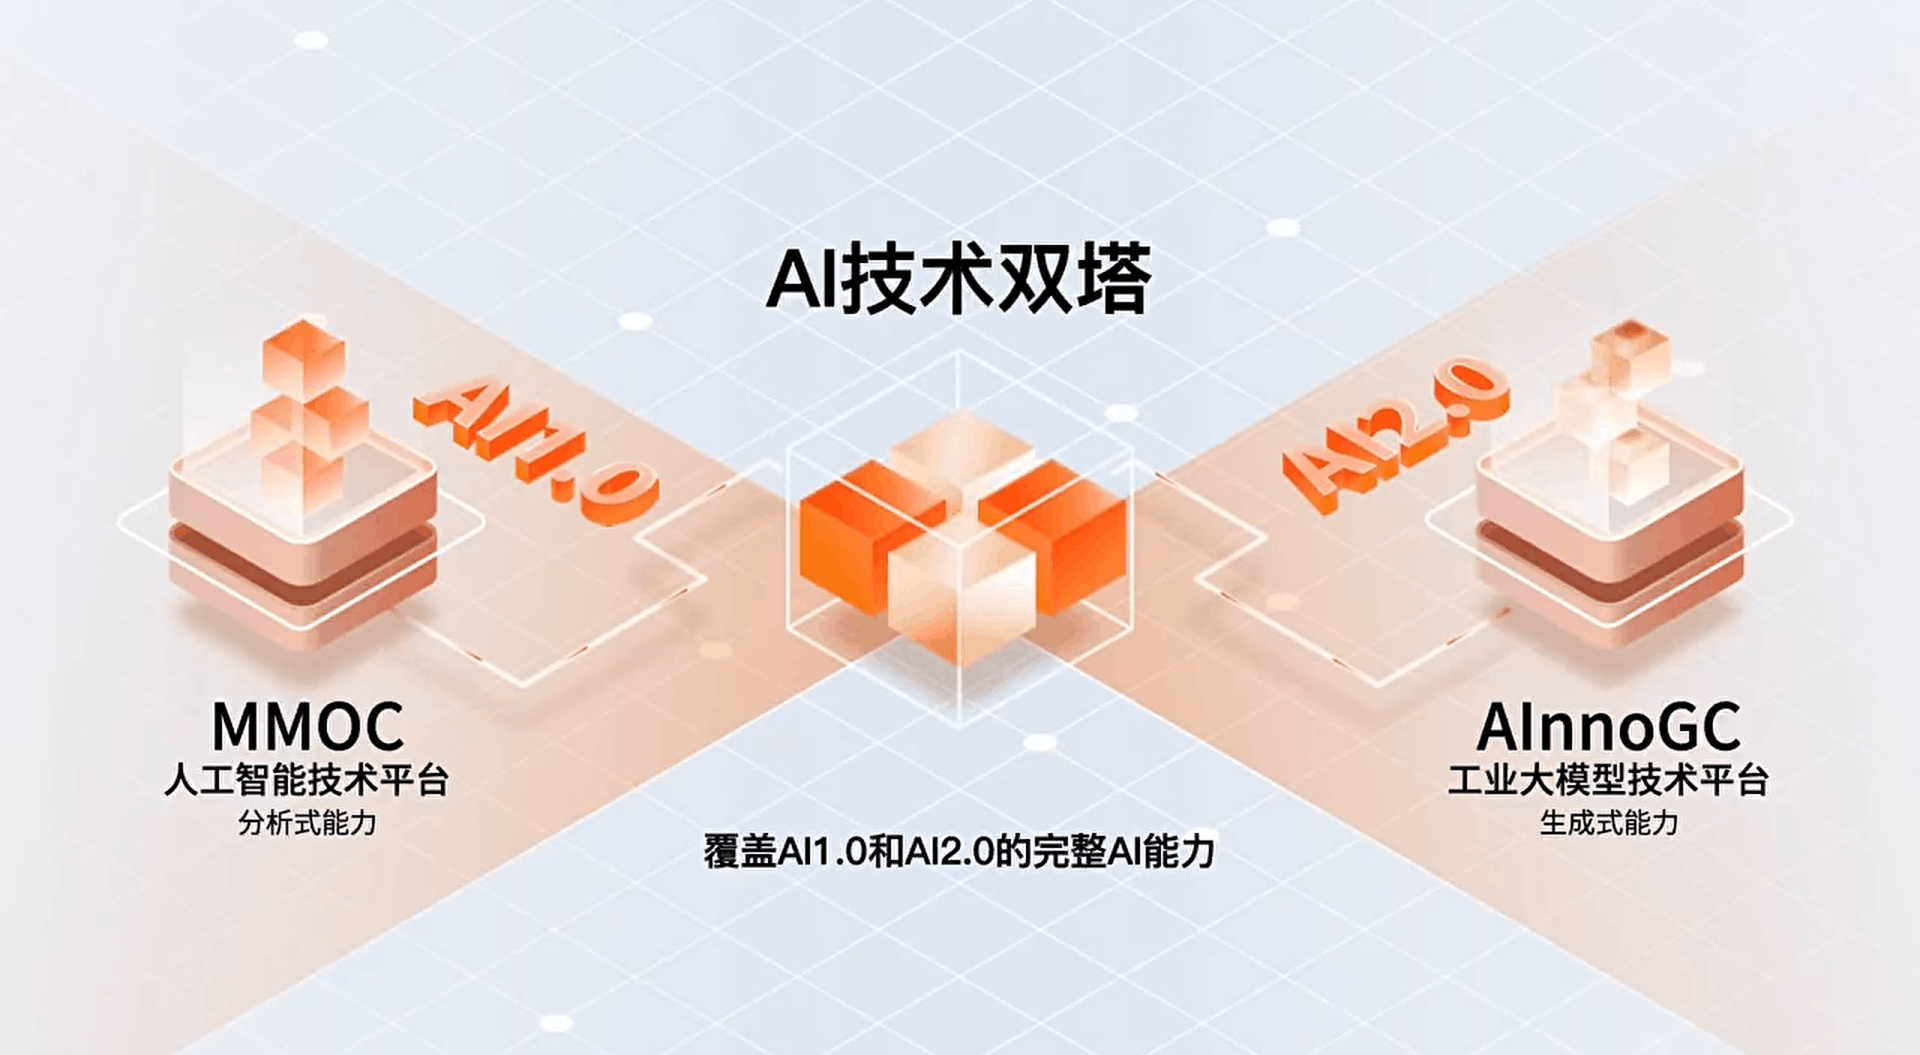 AI技术双塔
AI1.0
AI2.0
MMOC
人工智能技术平台
分析式能力
AInnoGC
工业大模型技术平台
生成式能力
覆盖AI1.0和AI2.0的完整AI能力